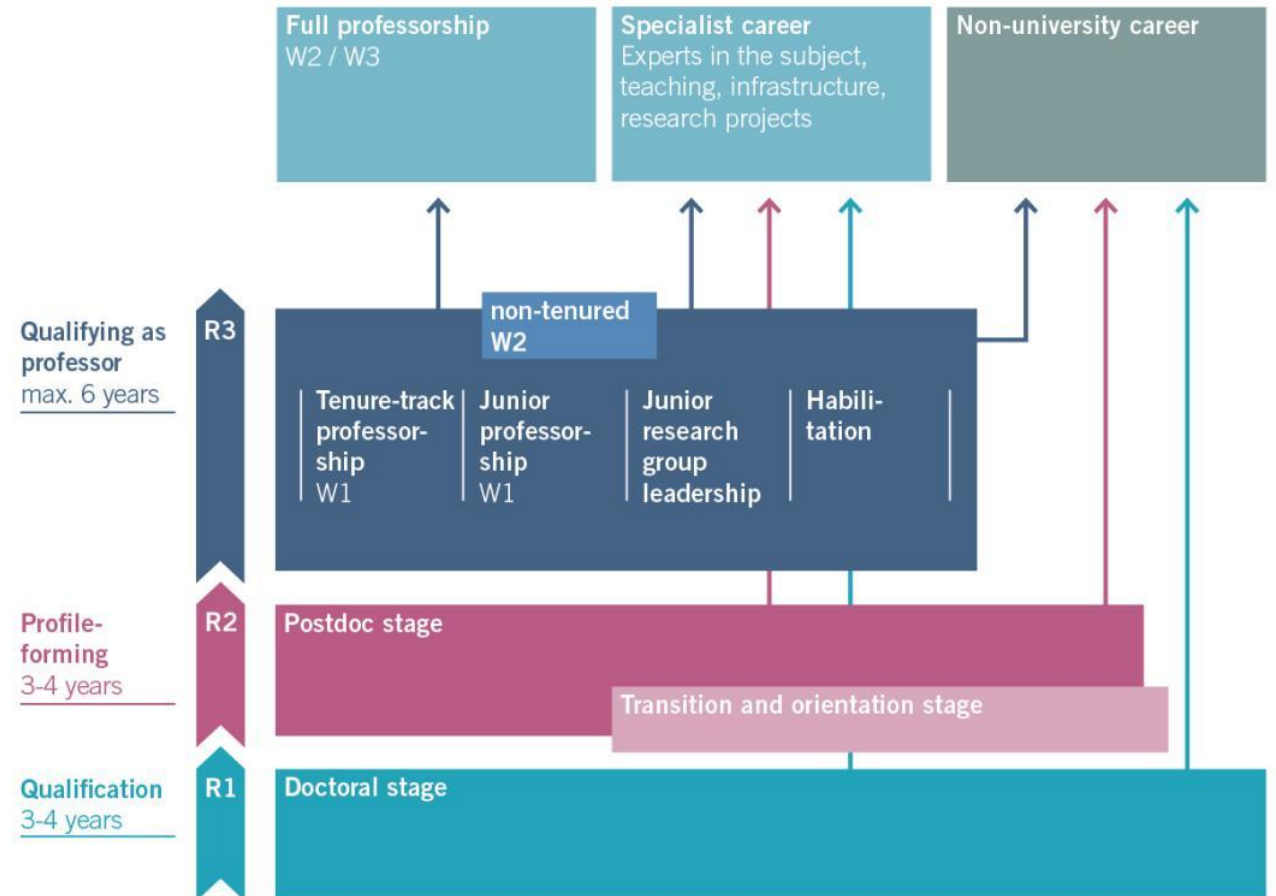 Full professorship
W2 / W3
Specialist career
Experts in the subject,
teaching, infrastructure,
research projects
Non-university career
Qualifying as
professor
max. 6 years
R3
non-tenured
W2
Tenure-track
professor-
ship
W1
Junior
professor-
ship
W1
Junior
research
group
leadership
Habili-
tation
Profile-
forming
3-4 years
R2
Postdoc stage
Transition and orientation stage
Qualification
3-4 years
R1
Doctoral stage